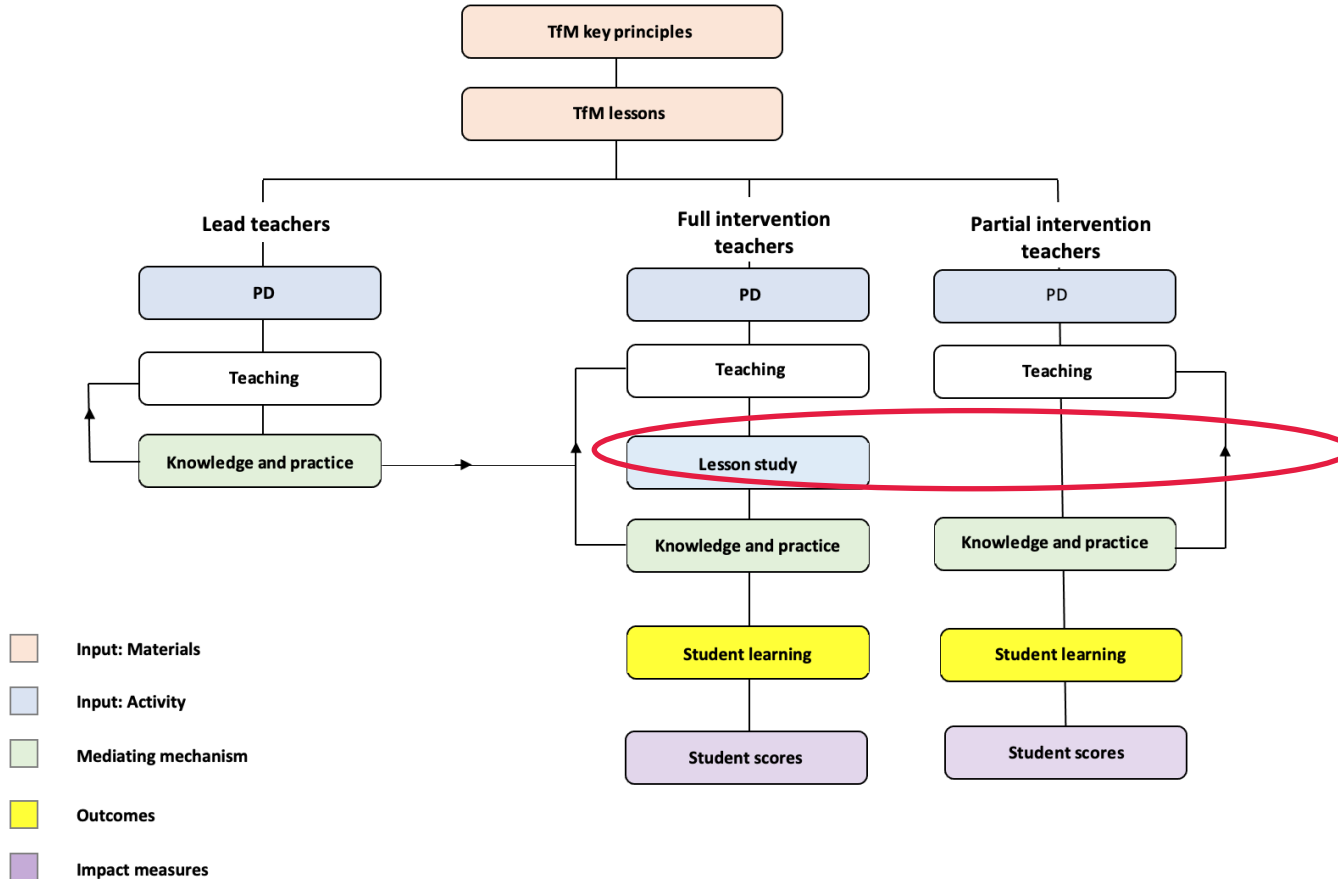 TfM key principles
TfM lessons
Lead teachers
Full intervention
teachers
Partial intervention
teachers
PD
PD
PD
Teaching
Teaching
Teaching
Knowledge and practice
Lesson study
Knowledge and practice
Knowledge and practice
Student learning
Student learning
Student scores
Student scores
Input: Materials
Input: Activity
Mediating mechanism
Outcomes
Impact measures